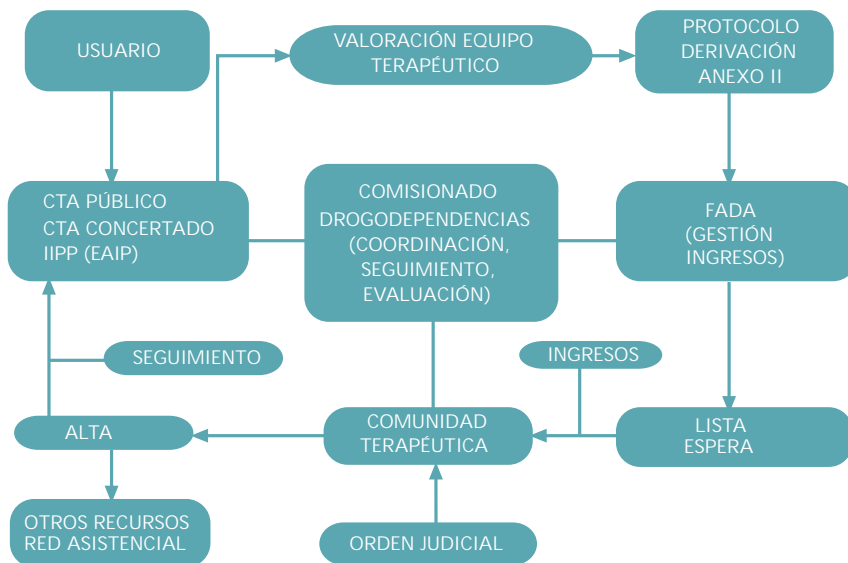 USUARIO
VALORACIÓN EQUIPO
TERAPÉUTICO
PROTOCOLO
DERIVACIÓN
ANEXO II
CTA PÚBLICO
CTA CONCERTADO
IIPP (EAIP)
COMISIONADO
DROGODEPENDENCIAS
(COORDINACIÓN,
SEGUIMIENTO,
EVALUACIÓN)
FADA
(GESTIÓN
INGRESOS)
SEGUIMIENTO
INGRESOS
ALTA
COMUNIDAD
TERAPÉUTICA
LISTA
ESPERA
OTROS RECURSOS
RED ASISTENCIAL
ORDEN JUDICIAL